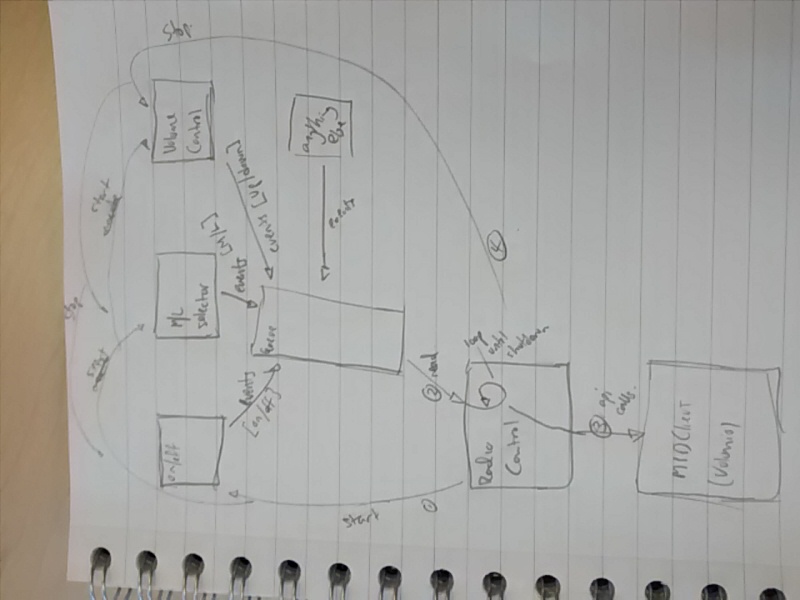 stop
start
start
stop
on/off
M/L
selector
Volume
Control
events
[on/off]
events
[M/L]
events [up/down]
Queue
anything
else
events
start
1
2 read
Radio
Control
loop
until
shutdown
4
3 api
calls.
MPDClient
(Volumio)